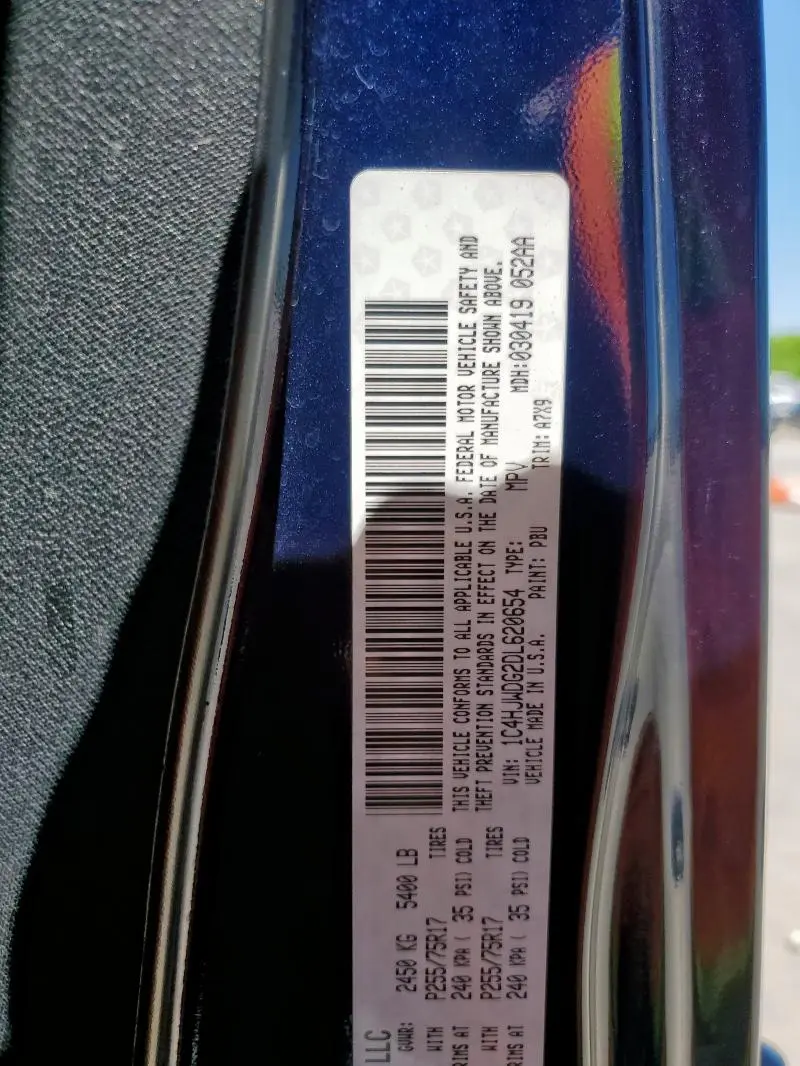 LLC
GVWR: 2450 KG 5400 LB
WITH P255/75R17 TIRES
RIMS AT 240 KPA ( 35 PSI) COLD
WITH P255/75R17 TIRES
RIMS AT 240 KPA ( 35 PSI) COLD
THIS VEHICLE CONFORMS TO ALL APPLICABLE U.S.A. FEDERAL MOTOR VEHICLE SAFETY AND
THEFT PREVENTION STANDARDS IN EFFECT ON THE DATE OF MANUFACTURE SHOWN ABOVE.
VIN: 1C4HJWDG2DL620654 TYPE: MPV MDH:030419 052AA
VEHICLE MADE IN U.S.A. PAINT: PBU TRIM: A7X9